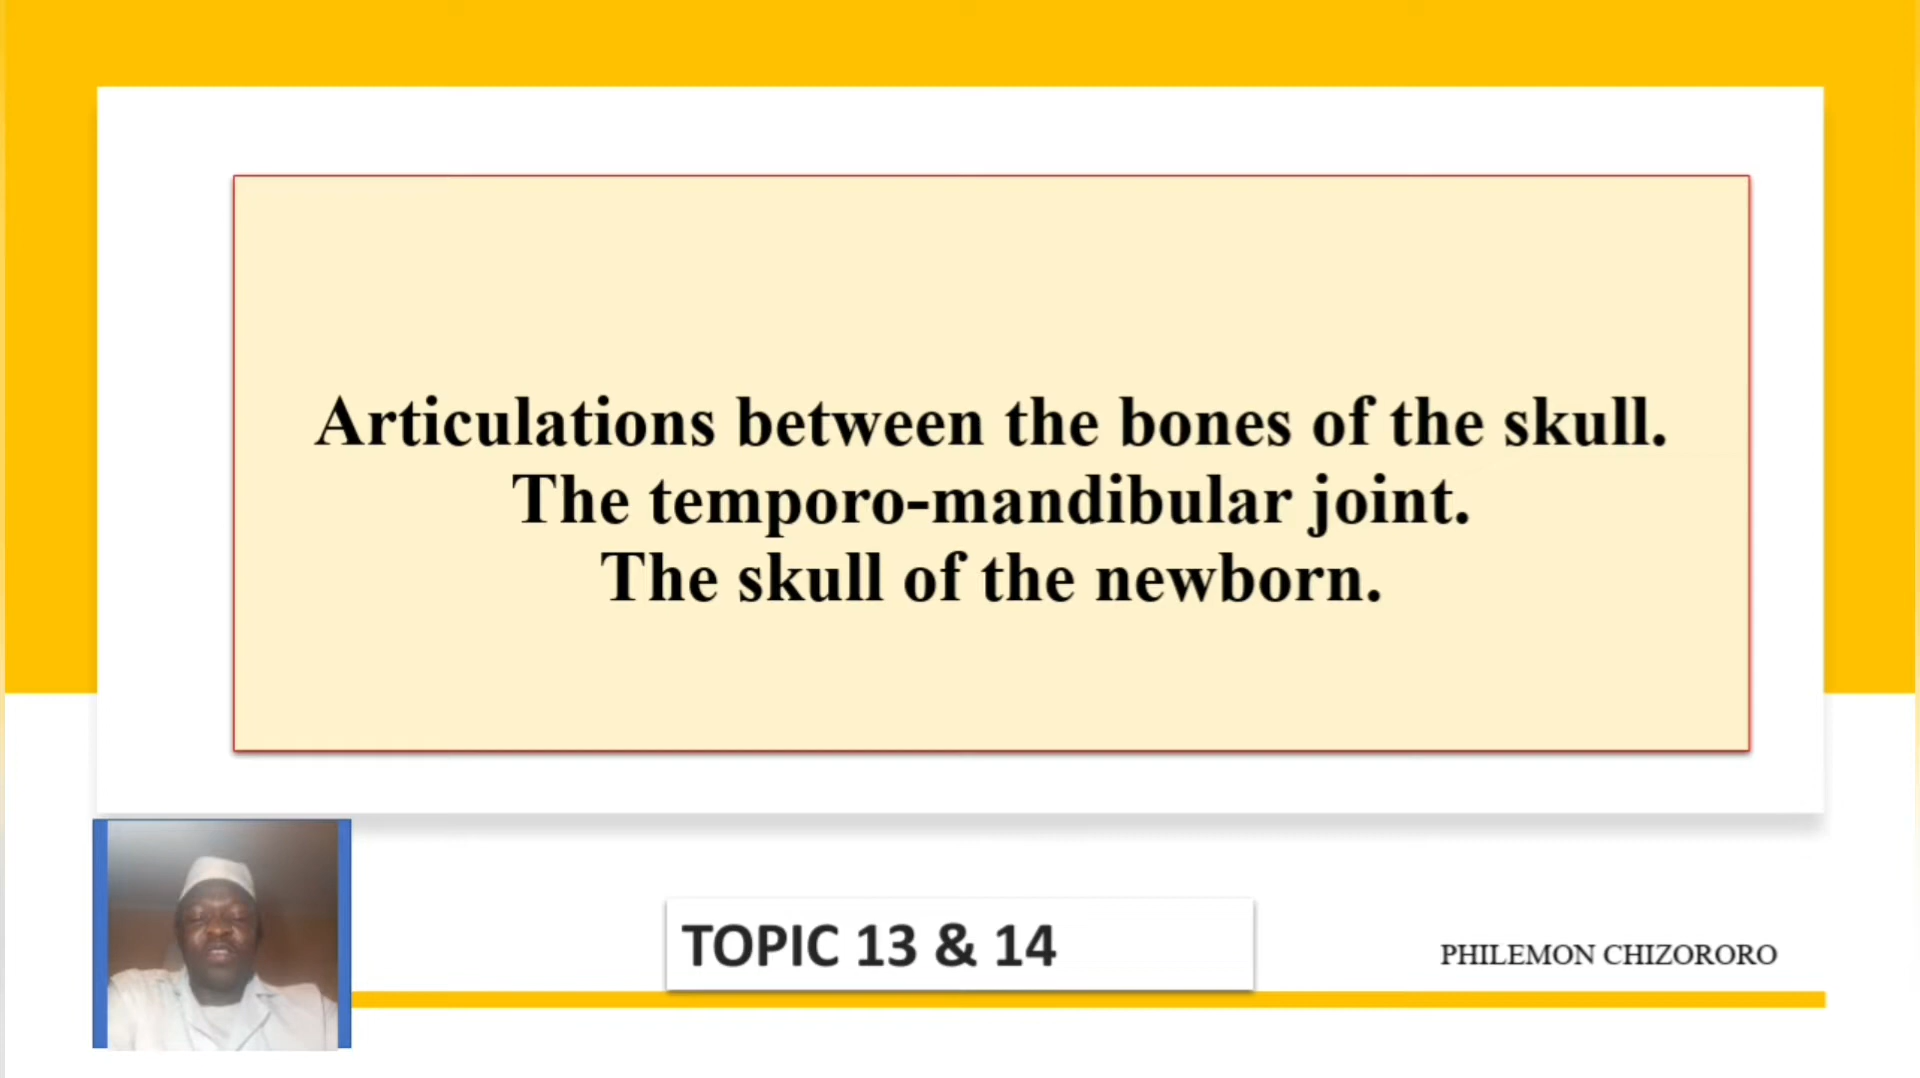 Articulations between the bones of the skull.
The temporo-mandibular joint.
The skull of the newborn.
TOPIC 13 & 14
PHILEMON CHIZORORO